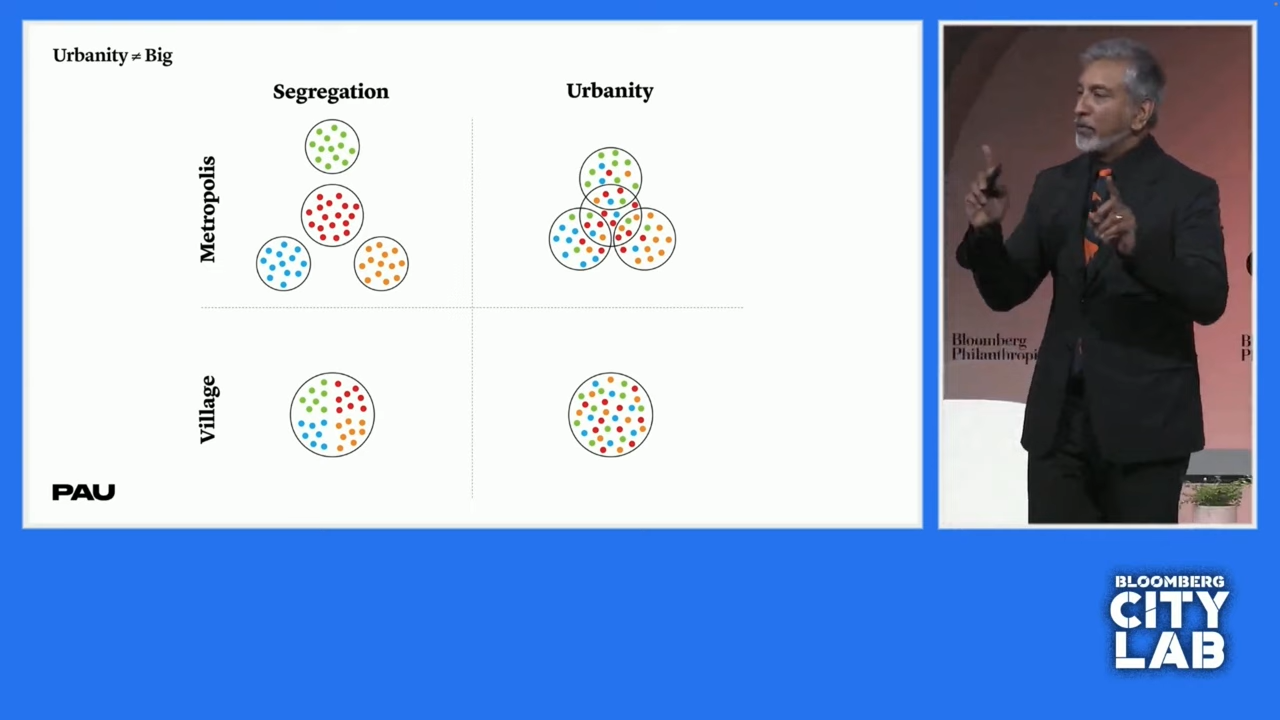 Urbanity ≠ Big
Segregation
Urbanity
Metropolis
Village
PAU
Bloomberg
Philanthropi
B
P
BLOOMBERG
CITY
LAB